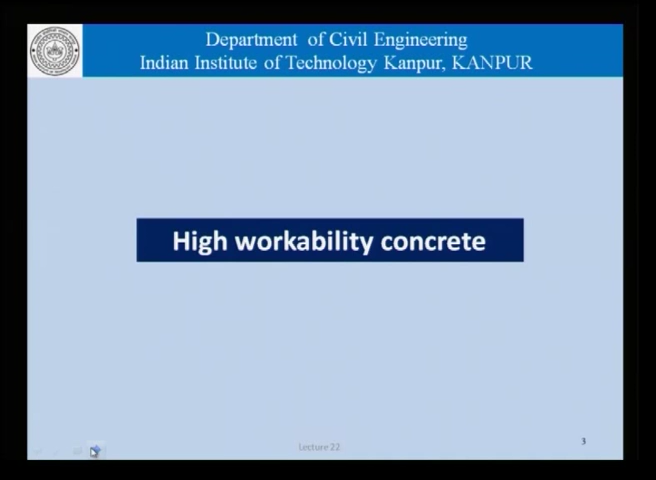 Department of Civil Engineering
Indian Institute of Technology Kanpur, KANPUR
High workability concrete
Lecture 22
3